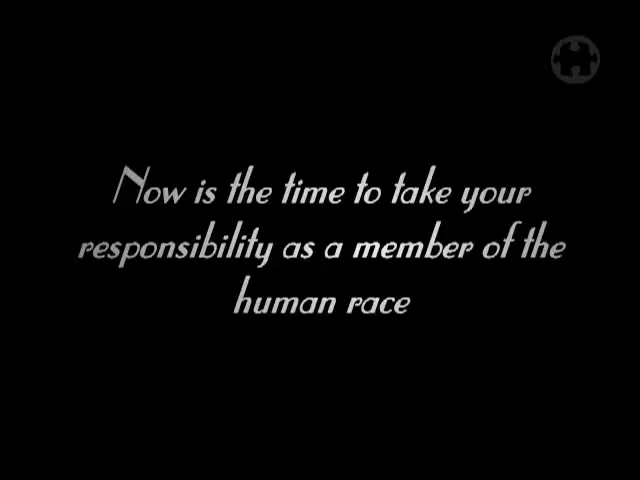 Now is the time to take your
responsibility as a member of the
human race